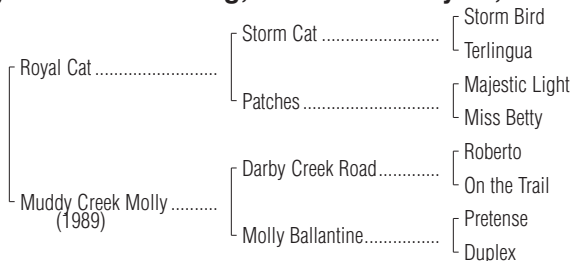 Storm Bird
Storm Cat ........................
Terlingua
Royal Cat .........................
Majestic Light
Patches ............................
Miss Betty
Roberto
Darby Creek Road.............
On the Trail
Muddy Creek Molly ..........
(1989)
Pretense
Molly Ballantine................
Duplex